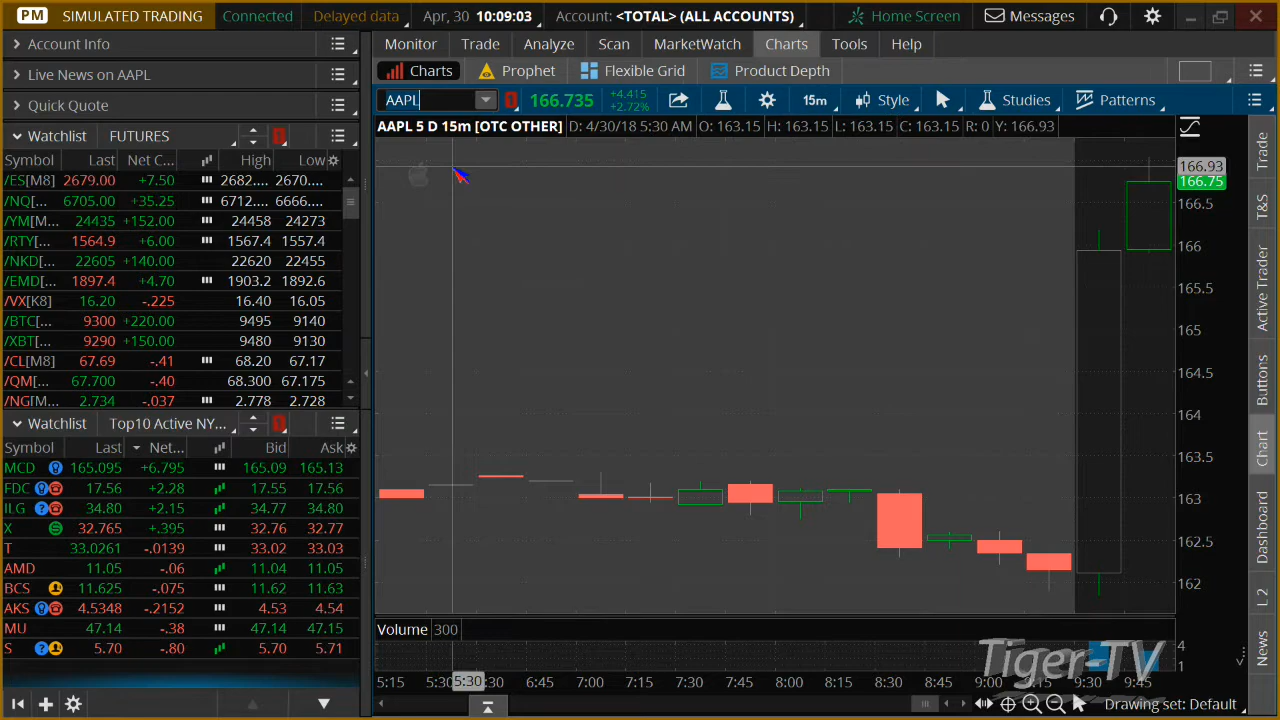 PM SIMULATED TRADING Connected Delayed data Apr, 30 10:09:03 Account: <TOTAL> (ALL ACCOUNTS) Home Screen Messages
Account Info
Live News on AAPL
Quick Quote
Watchlist FUTURES
Symbol Last Net C... High Low
/ES[M8] 2679.00 +7.50 2682.... 2670....
/NQ[... 6705.00 +35.25 6712.... 6666....
/YM[M... 24435 +152.00 24458 24273
/RTY[... 1564.9 +6.00 1567.4 1557.4
/NKD[... 22605 +140.00 22620 22455
/EMD[... 1897.4 +4.70 1903.2 1892.6
/VX[K8] 16.20 -.225 16.40 16.05
/BTC[... 9300 +220.00 9495 9140
/XBT[... 9290 +150.00 9480 9130
/CL[M8] 67.69 -.41 68.20 67.17
/QM[... 67.700 -.40 68.300 67.175
/NG[M... 2.734 -.037 2.778 2.728
Watchlist Top10 Active NY...
Symbol Last Net... Bid Ask
MCD 165.095 +6.795 165.09 165.13
FDC 17.56 +2.28 17.55 17.56
ILG 34.80 +2.15 34.77 34.80
X 32.765 +.395 32.76 32.77
T 33.0261 -.0139 33.02 33.03
AMD 11.05 -.06 11.04 11.05
BCS 11.625 -.075 11.62 11.63
AKS 4.5348 -.2152 4.53 4.54
MU 47.14 -.38 47.14 47.15
S 5.70 -.80 5.70 5.71
Monitor Trade Analyze Scan MarketWatch Charts Tools Help
Charts Prophet Flexible Grid Product Depth
AAPL 1 166.735 +4.415 +2.72% 15m Style Studies Patterns
AAPL 5 D 15m [OTC OTHER] D: 4/30/18 5:30 AM O: 163.15 H: 163.15 L: 163.15 C: 163.15 R: 0 Y: 166.93
166.93
166.75
166.5
166
165.5
165
164.5
164
163.5
163
162.5
162
Volume 300
4
1
Tiger-TV
5:15 5:30 5:30 :30 6:45 7:00 7:30 7:45 8:00 8:15 8:30 8:45 9:00 9:15 9:30 9:45
Drawing set: Default
Trade
T&S
Active Trader
Buttons
Chart
Dashboard
L 2
News